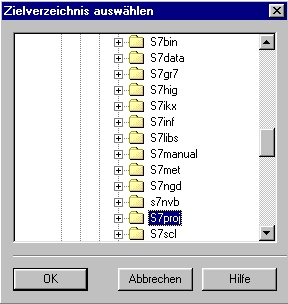 Zielverzeichnis auswählen
S7bin
S7data
S7gr7
S7hig
S7ikx
S7inf
S7libs
S7manual
S7met
S7ngd
s7nvb
S7proj
S7scl
OK Abbrechen Hilfe